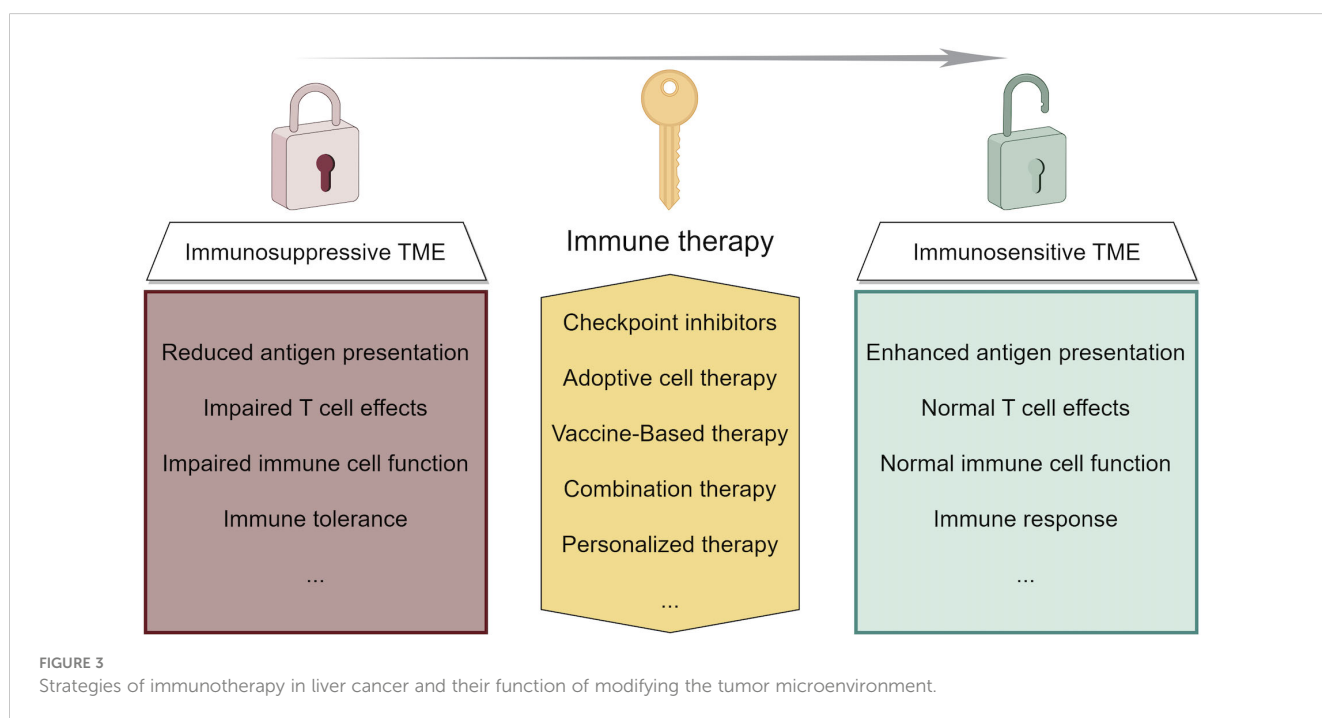 Immunosuppressive TME
Reduced antigen presentation
Impaired T cell effects
Impaired immune cell function
Immune tolerance
...
Immune therapy
Checkpoint inhibitors
Adoptive cell therapy
Vaccine-Based therapy
Combination therapy
Personalized therapy
...
Immunosensitive TME
Enhanced antigen presentation
Normal T cell effects
Normal immune cell function
Immune response
...
FIGURE 3
Strategies of immunotherapy in liver cancer and their function of modifying the tumor microenvironment.